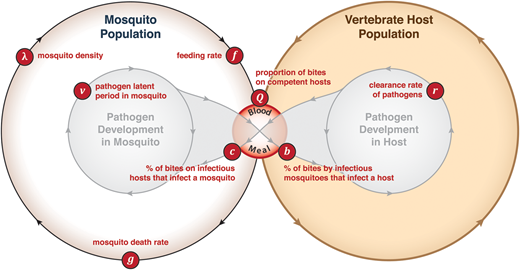 Mosquito
Population
Vertebrate Host
Population
λ mosquito density
feeding rate f
proportion of bites
on competent hosts
Q
v pathogen latent
period in mosquito
clearance rate
of pathogens
r
Blood
Meal
Pathogen
Development
in Mosquito
Pathogen
Develpment
in Host
c
b
% of bites on infectious
hosts that infect a mosquito
% of bites by infectious
mosquitoes that infect a host
mosquito death rate
g